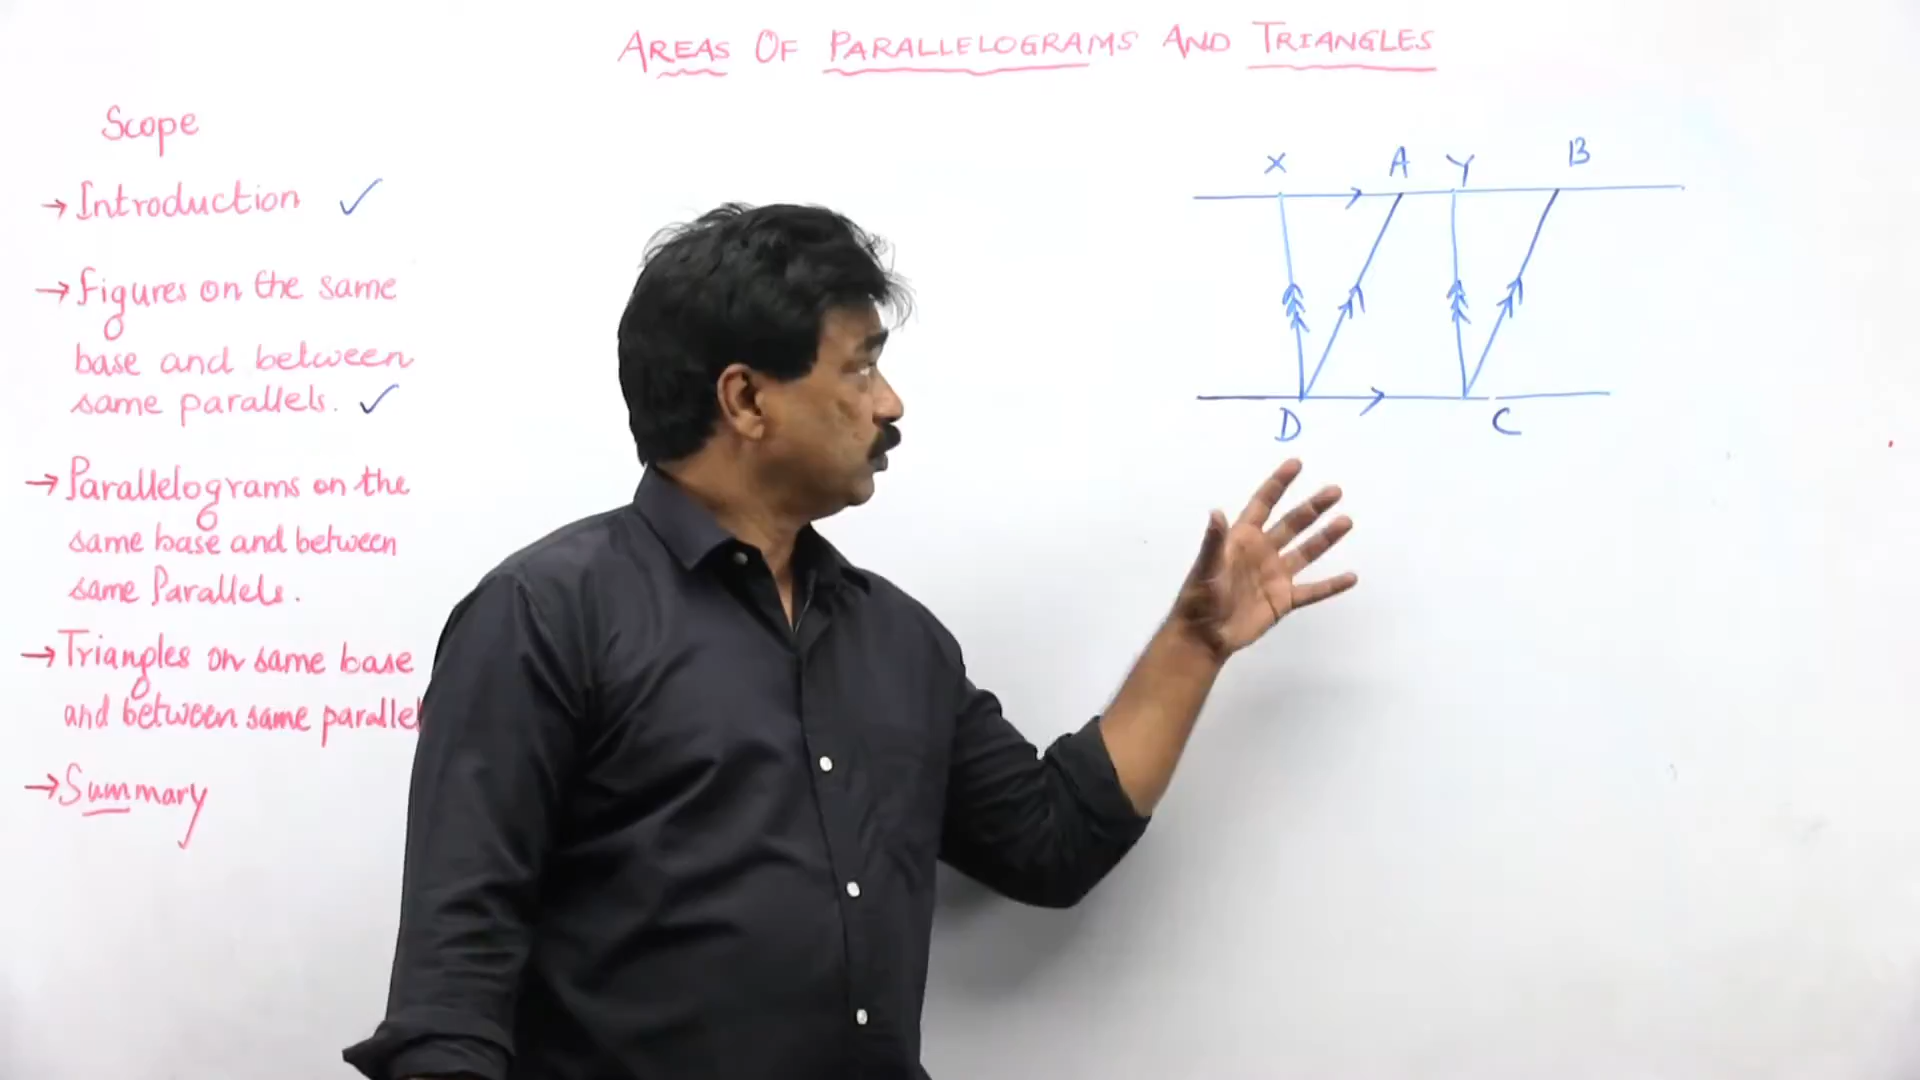 AREAS OF PARALLELOGRAMS AND TRIANGLES
Scope
→ Introduction ✓
→ Figures on the same
base and between
same parallels. ✓
→ Parallelograms on the
same base and between
same Parallels.
→ Triangles on same base
and between same parallel
→ Summary
X A Y B
D C